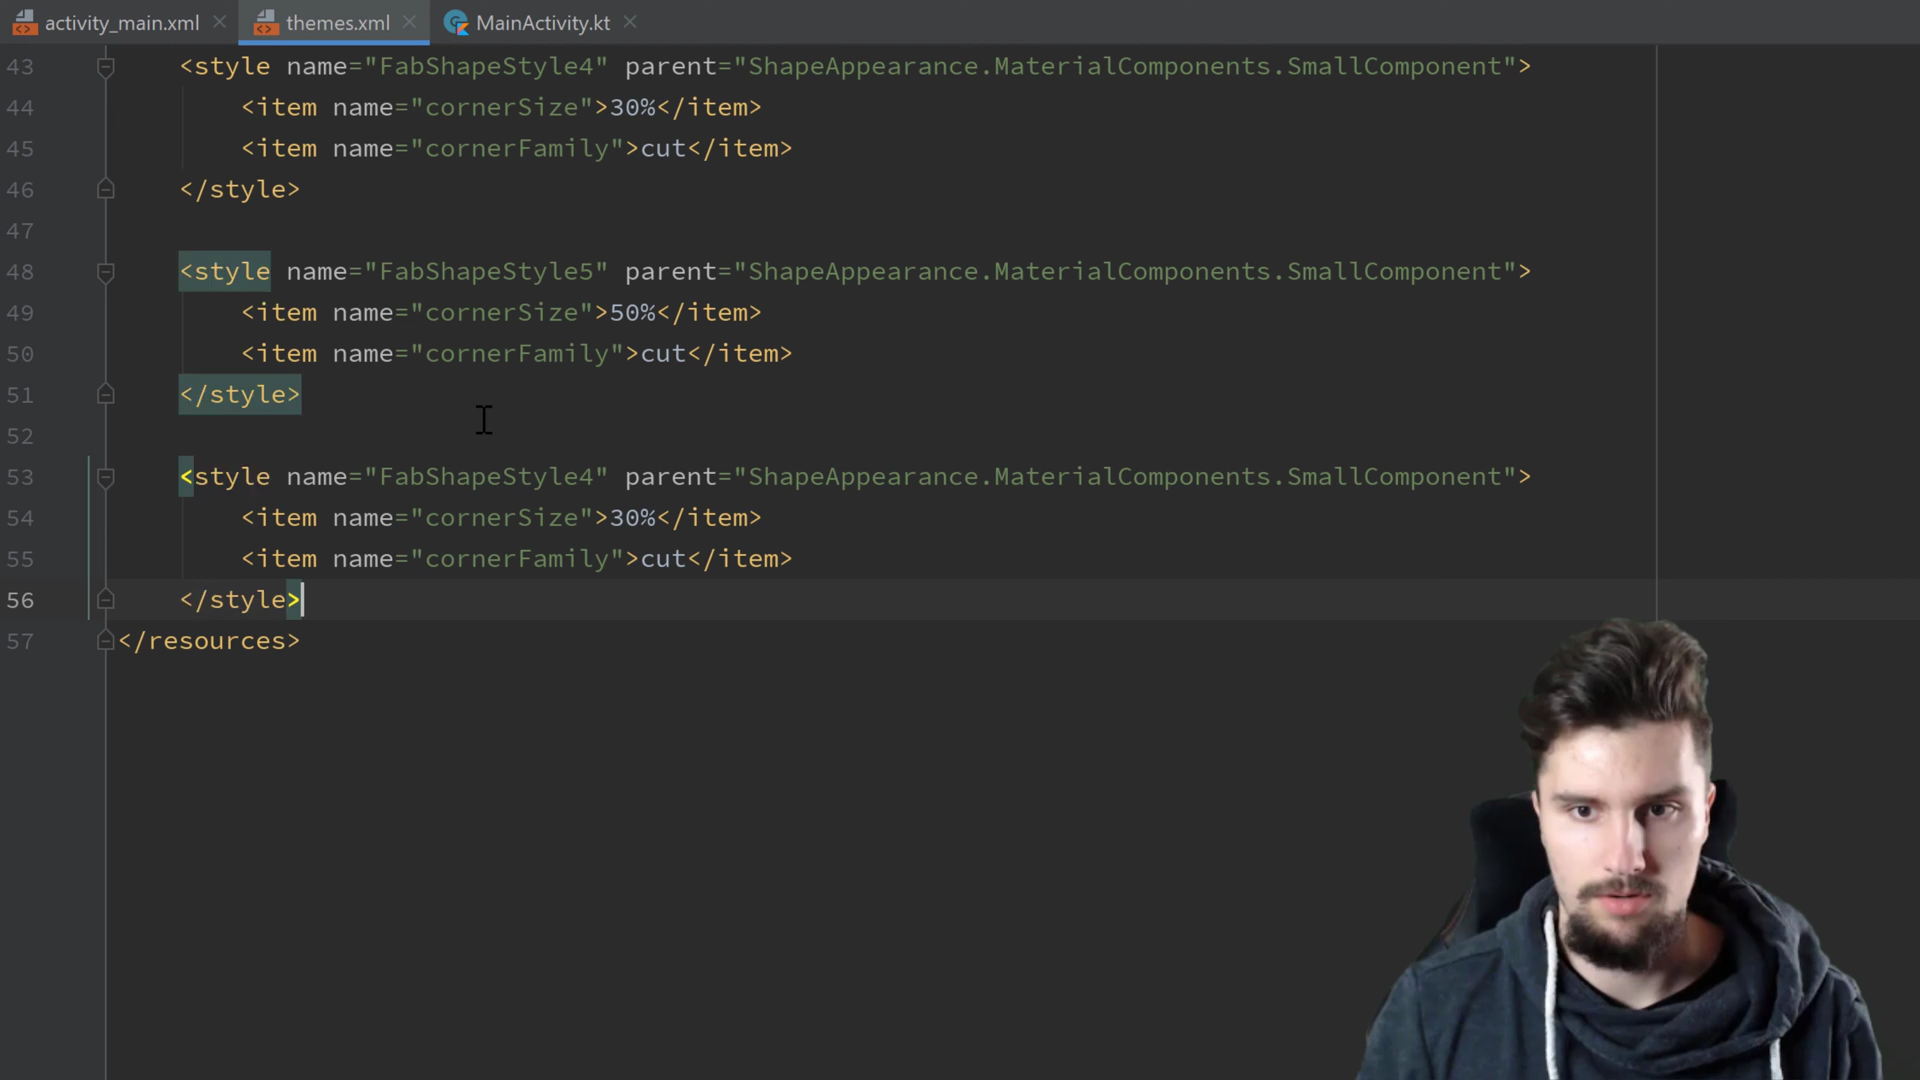 activity_main.xml themes.xml MainActivity.kt
43 <style name="FabShapeStyle4" parent="ShapeAppearance.MaterialComponents.SmallComponent">
44 <item name="cornerSize">30%</item>
45 <item name="cornerFamily">cut</item>
46 </style>
47
48 <style name="FabShapeStyle5" parent="ShapeAppearance.MaterialComponents.SmallComponent">
49 <item name="cornerSize">50%</item>
50 <item name="cornerFamily">cut</item>
51 </style>
52
53 <style name="FabShapeStyle4" parent="ShapeAppearance.MaterialComponents.SmallComponent">
54 <item name="cornerSize">30%</item>
55 <item name="cornerFamily">cut</item>
56 </style>
57 </resources>